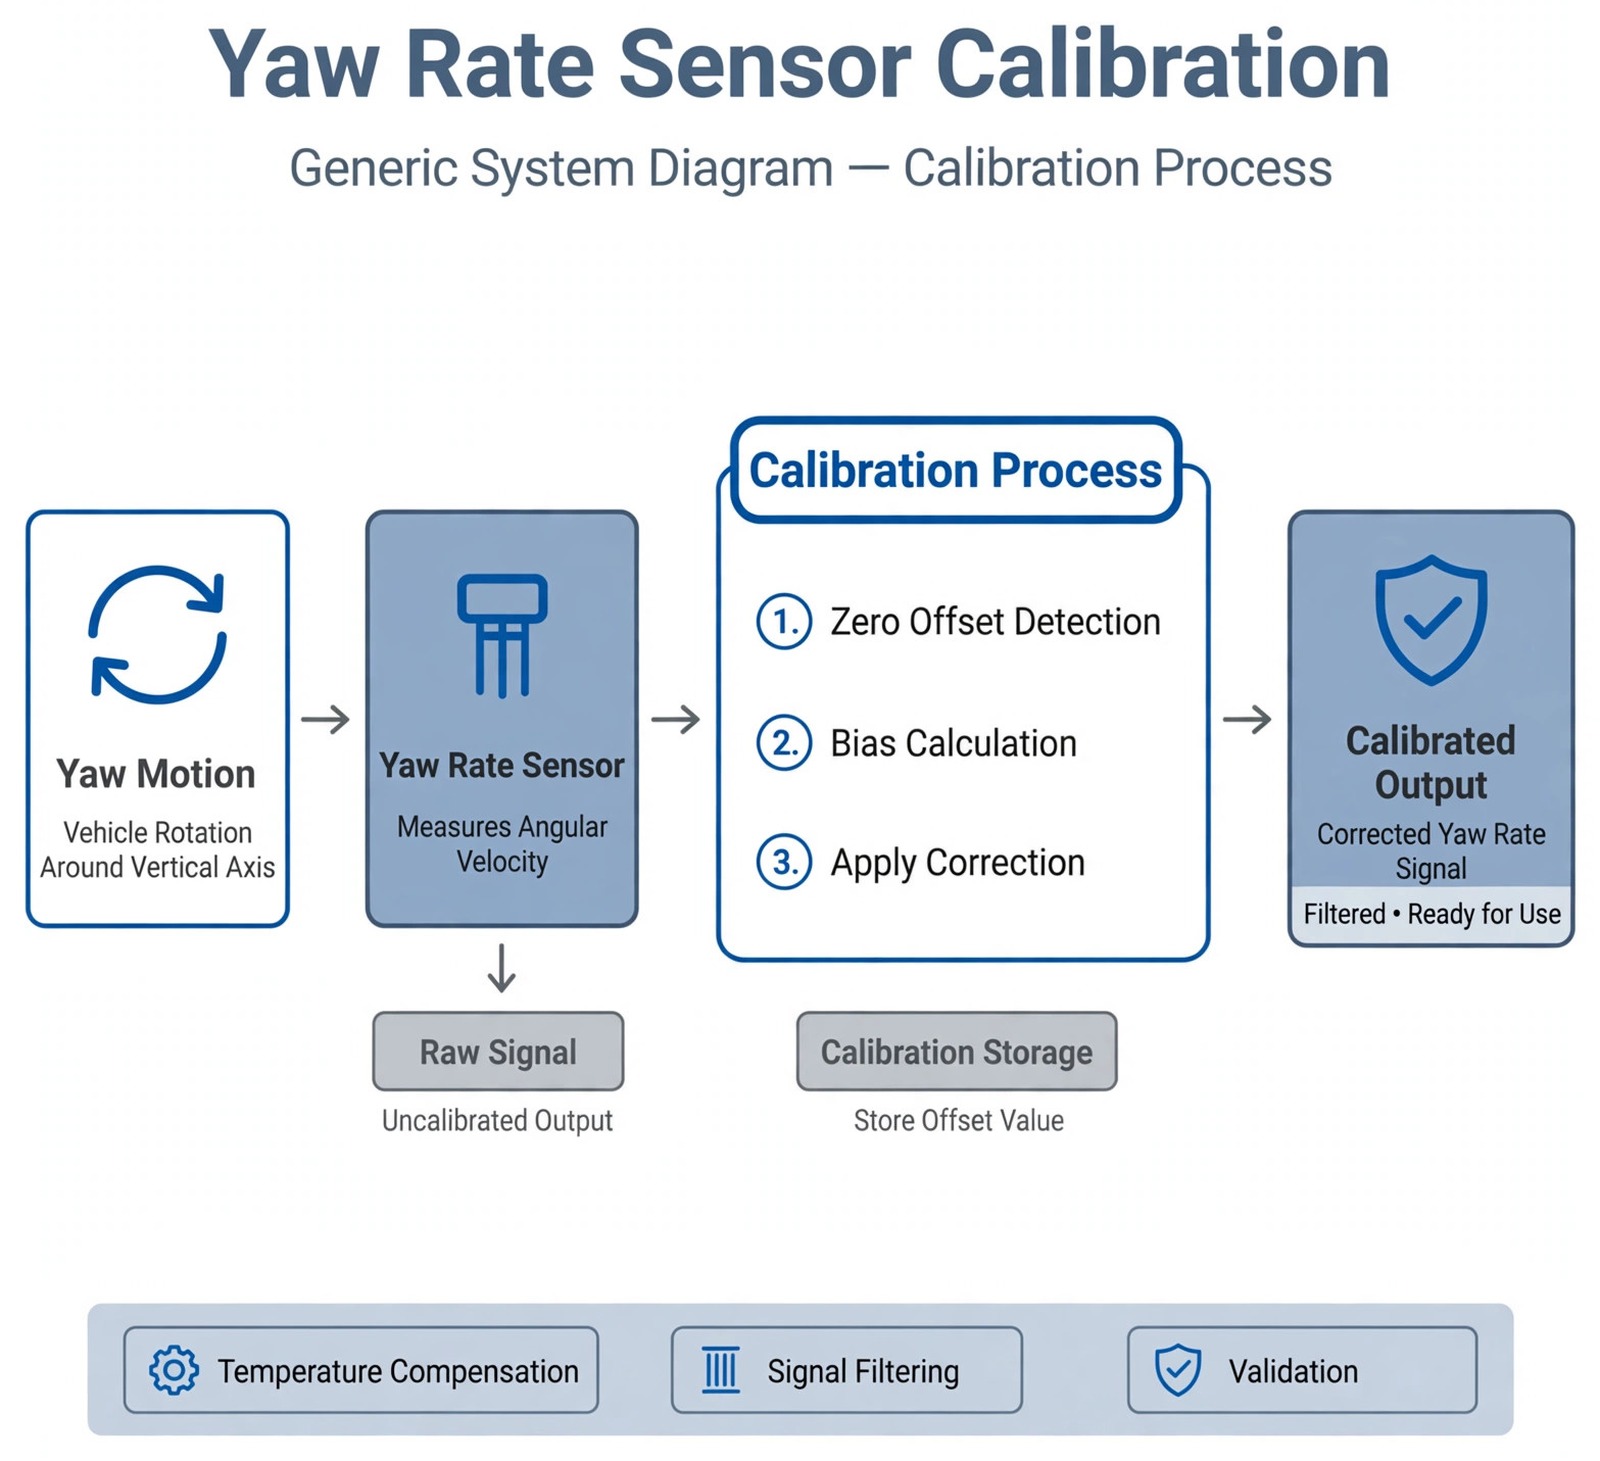 Yaw Rate Sensor Calibration
Generic System Diagram — Calibration Process
Yaw Motion
Vehicle Rotation
Around Vertical Axis
Yaw Rate Sensor
Measures Angular
Velocity
Raw Signal
Uncalibrated Output
Calibration Process
1. Zero Offset Detection
2. Bias Calculation
3. Apply Correction
Calibration Storage
Store Offset Value
Calibrated
Output
Corrected Yaw Rate
Signal
Filtered • Ready for Use
Temperature Compensation
Signal Filtering
Validation